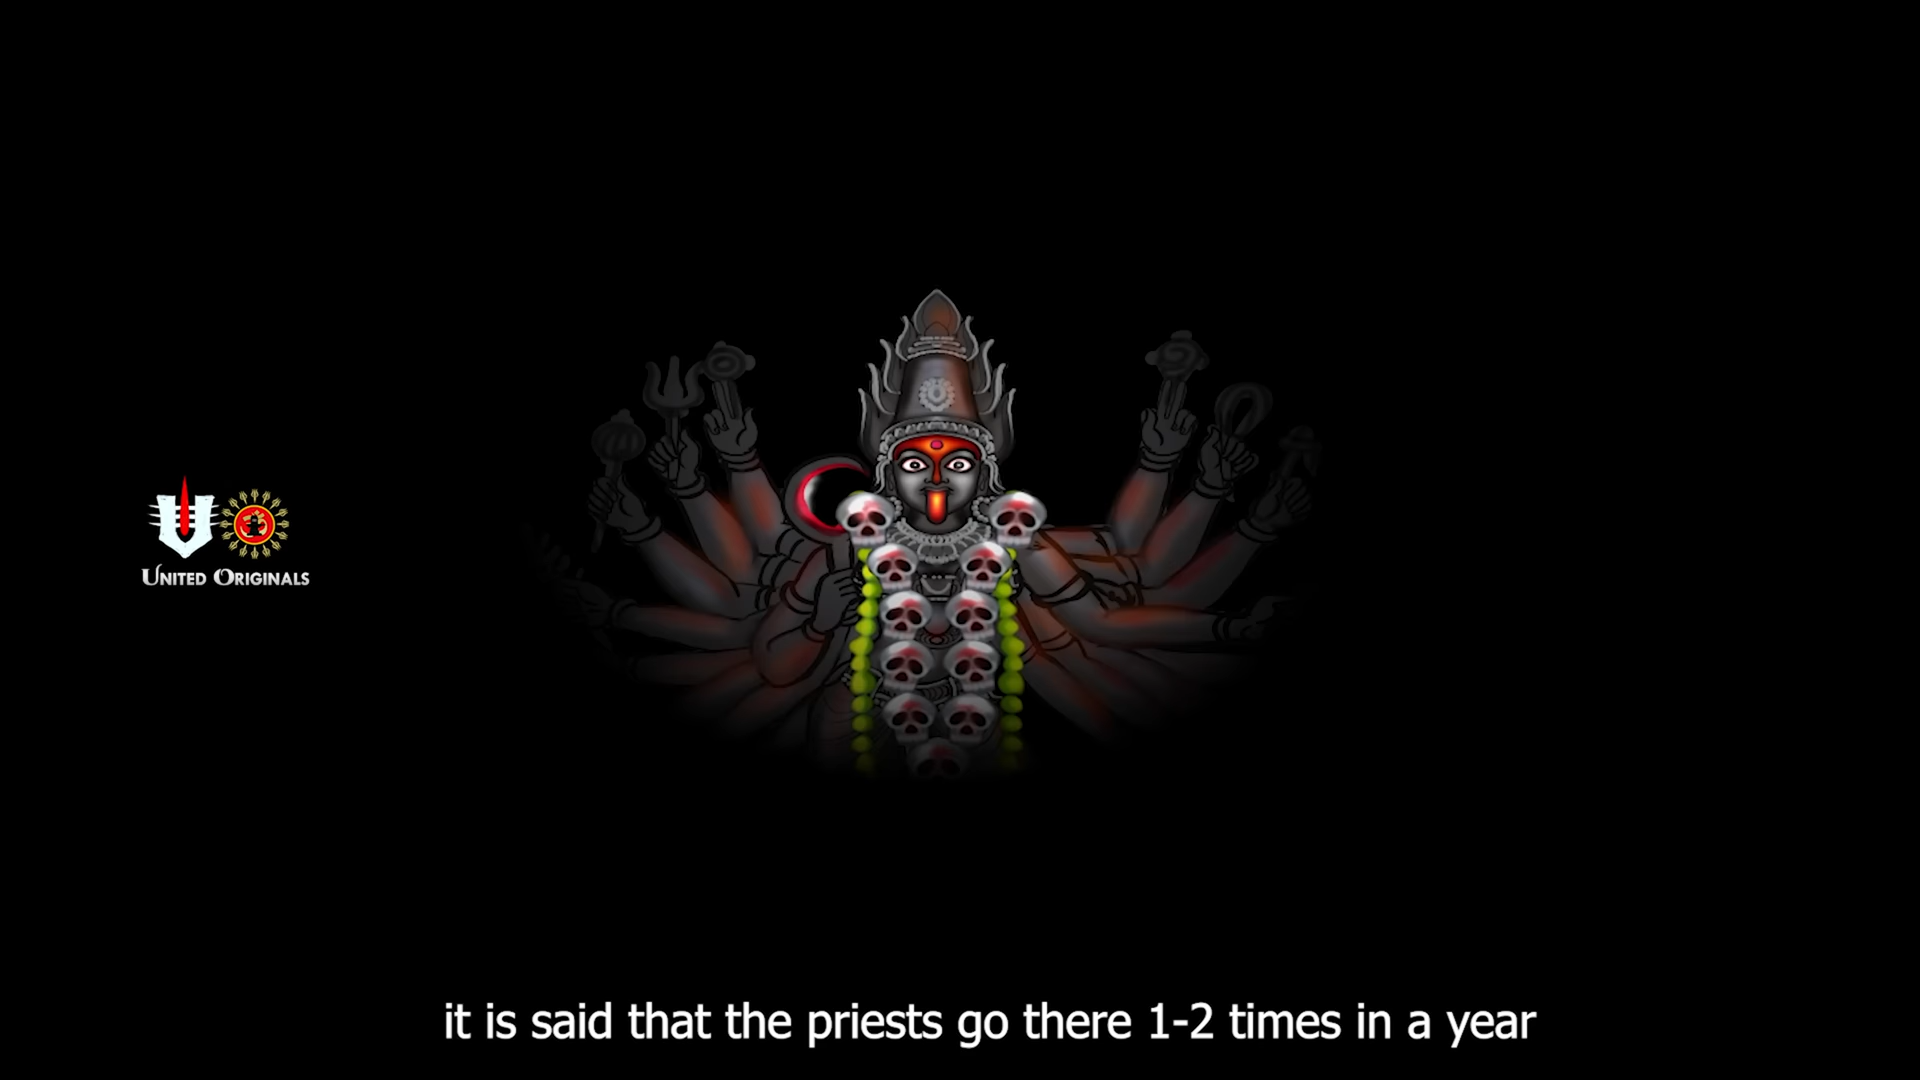 UNITED ORIGINALS
it is said that the priests go there 1-2 times in a year